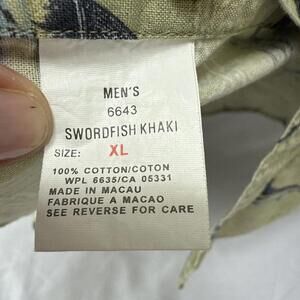 MEN'S
6643
SWORDFISH KHAKI
SIZE: XL
100% COTTON/COTON
WPL 6635/CA 05331
MADE IN MACAU
FABRIQUE A MACAO
SEE REVERSE FOR CARE